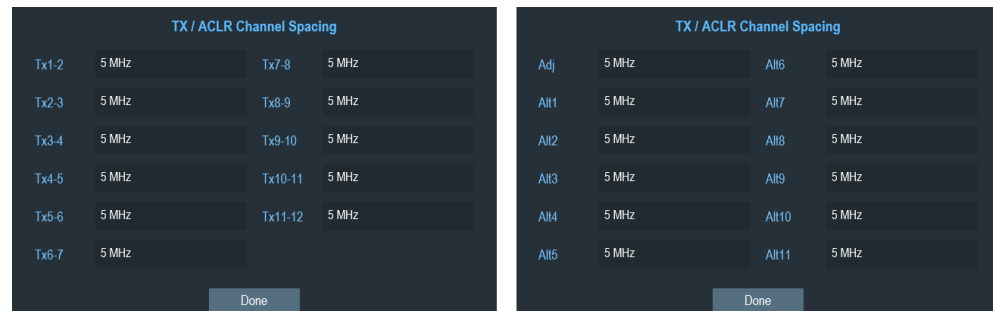 TX / ACLR Channel Spacing
Tx1-2 5 MHz Tx7-8 5 MHz
Tx2-3 5 MHz Tx8-9 5 MHz
Tx3-4 5 MHz Tx9-10 5 MHz
Tx4-5 5 MHz Tx10-11 5 MHz
Tx5-6 5 MHz Tx11-12 5 MHz
Tx6-7 5 MHz
Done
TX / ACLR Channel Spacing
Adj 5 MHz Alt6 5 MHz
Alt1 5 MHz Alt7 5 MHz
Alt2 5 MHz Alt8 5 MHz
Alt3 5 MHz Alt9 5 MHz
Alt4 5 MHz Alt10 5 MHz
Alt5 5 MHz Alt11 5 MHz
Done